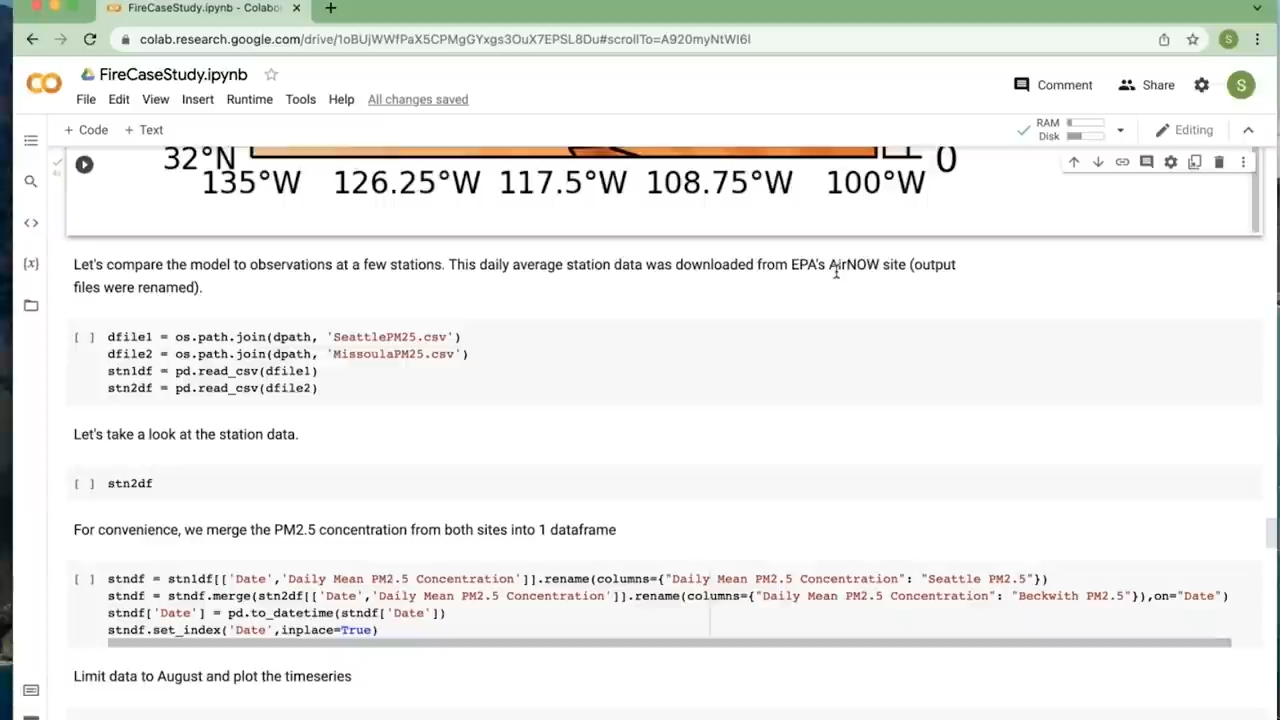 FireCaseStudy.ipynb - Colabo
colab.research.google.com/drive/1oBUjWWfPaX5CPMgGYxgs3OuX7EPSL8Du#scrollTo=A920myNtWl6l
S
FireCaseStudy.ipynb
Comment
Share
S
File Edit View Insert Runtime Tools Help All changes saved
+ Code + Text
RAM
Disk
Editing
32°N
0
135°W 126.25°W 117.5°W 108.75°W 100°W
Let's compare the model to observations at a few stations. This daily average station data was downloaded from EPA's AirNOW site (output
files were renamed).
[ ] dfile1 = os.path.join(dpath, 'SeattlePM25.csv')
dfile2 = os.path.join(dpath, 'MissoulaPM25.csv')
stn1df = pd.read_csv(dfile1)
stn2df = pd.read_csv(dfile2)
Let's take a look at the station data.
[ ] stn2df
For convenience, we merge the PM2.5 concentration from both sites into 1 dataframe
[ ] stndf = stn1df[['Date','Daily Mean PM2.5 Concentration']].rename(columns={"Daily Mean PM2.5 Concentration": "Seattle PM2.5"})
stndf = stndf.merge(stn2df[['Date','Daily Mean PM2.5 Concentration']].rename(columns={"Daily Mean PM2.5 Concentration": "Beckwith PM2.5"}),on="Date")
stndf['Date'] = pd.to_datetime(stndf['Date'])
stndf.set_index('Date',inplace=True)
Limit data to August and plot the timeseries